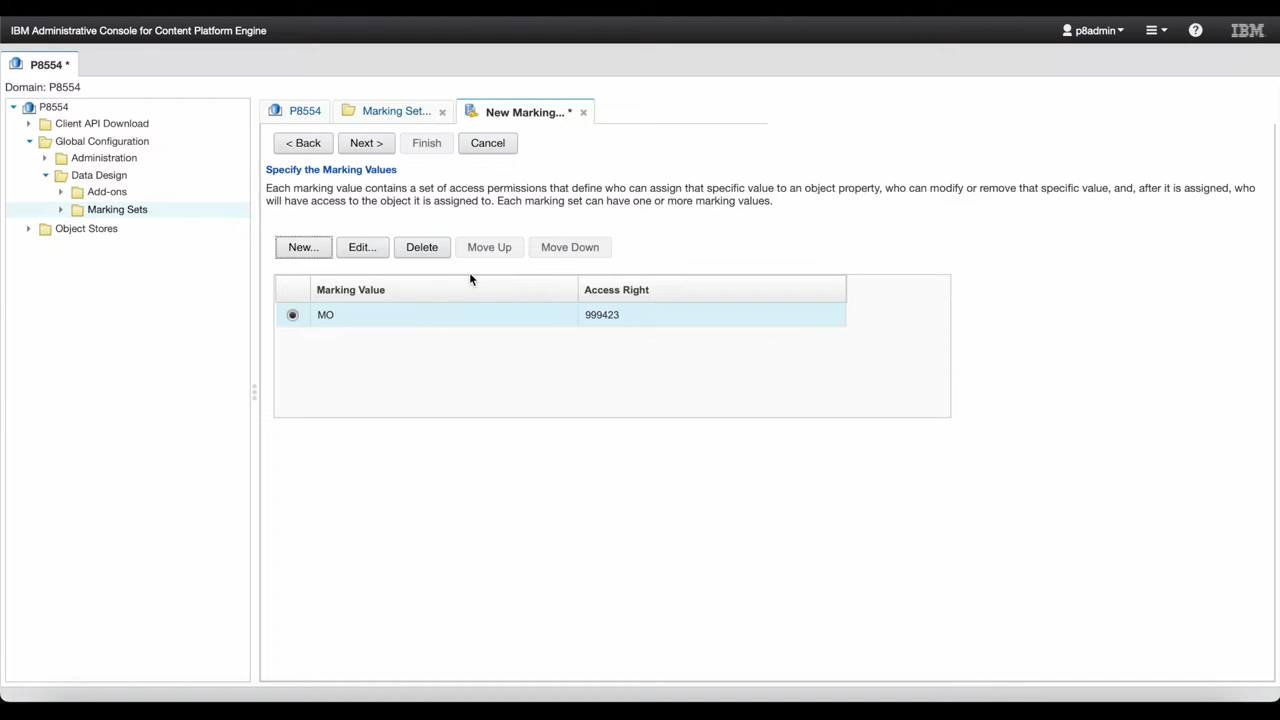 IBM Administrative Console for Content Platform Engine
p8admin
IBM
P8554 *
Domain: P8554
P8554
Client API Download
Global Configuration
Administration
Data Design
Add-ons
Marking Sets
Object Stores
P8554
Marking Set...
New Marking... *
< Back
Next >
Finish
Cancel
Specify the Marking Values
Each marking value contains a set of access permissions that define who can assign that specific value to an object property, who can modify or remove that specific value, and, after it is assigned, who
will have access to the object it is assigned to. Each marking set can have one or more marking values.
New...
Edit...
Delete
Move Up
Move Down
Marking Value
Access Right
MO
999423